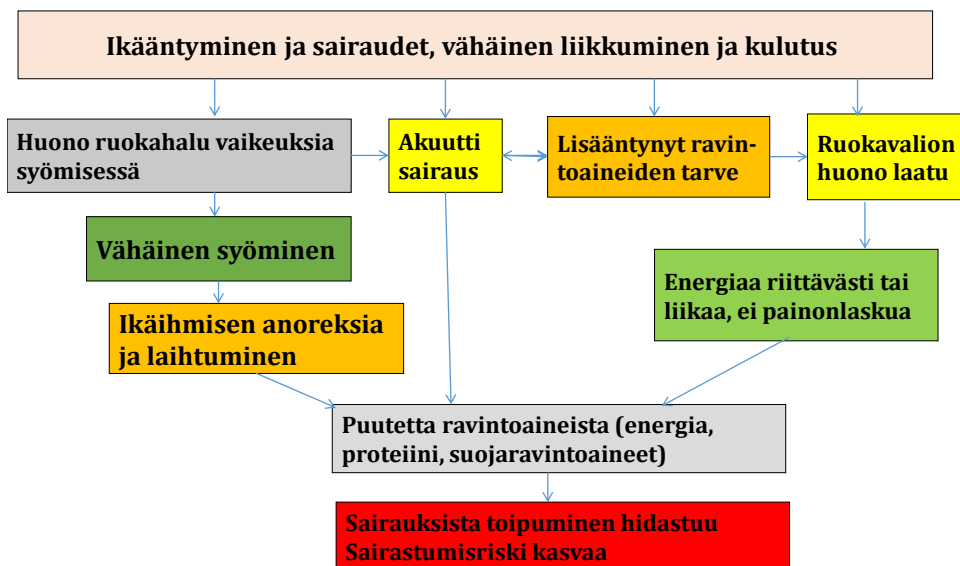 Ikääntyminen ja sairaudet, vähäinen liikkuminen ja kulutus
Huono ruokahalu vaikeuksia
syömisessä
Akuutti
sairaus
Lisääntynyt ravin-
toaineiden tarve
Ruokavalion
huono laatu
Vähäinen syöminen
Energiaa riittävästi tai
liikaa, ei painonlaskua
Ikäihmisen anoreksia
ja laihtuminen
Puutetta ravintoaineista (energia,
proteiini, suojaravintoaineet)
Sairauksista toipuminen hidastuu
Sairastumisriski kasvaa